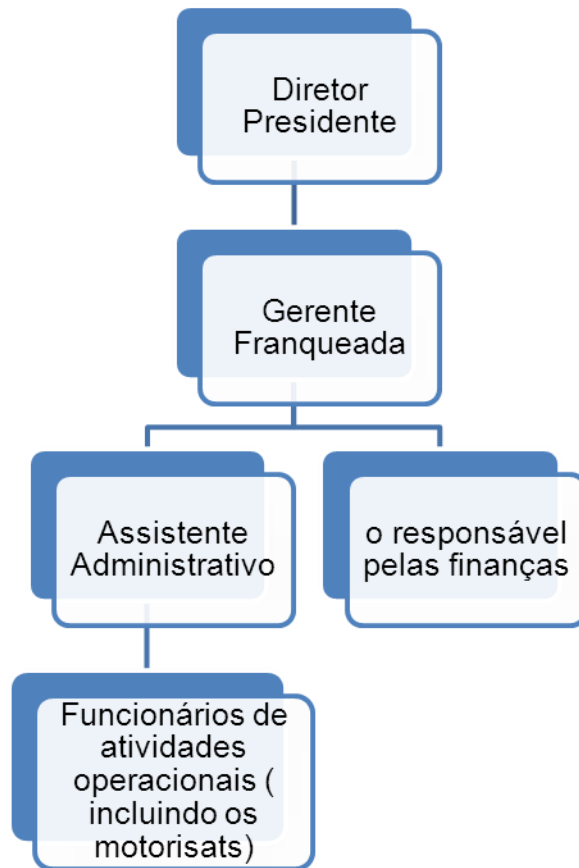 Diretor
Presidente
Gerente
Franqueada
Assistente
Administrativo
o responsável
pelas finanças
Funcionários de
atividades
operacionais (
incluindo os
motorisats)